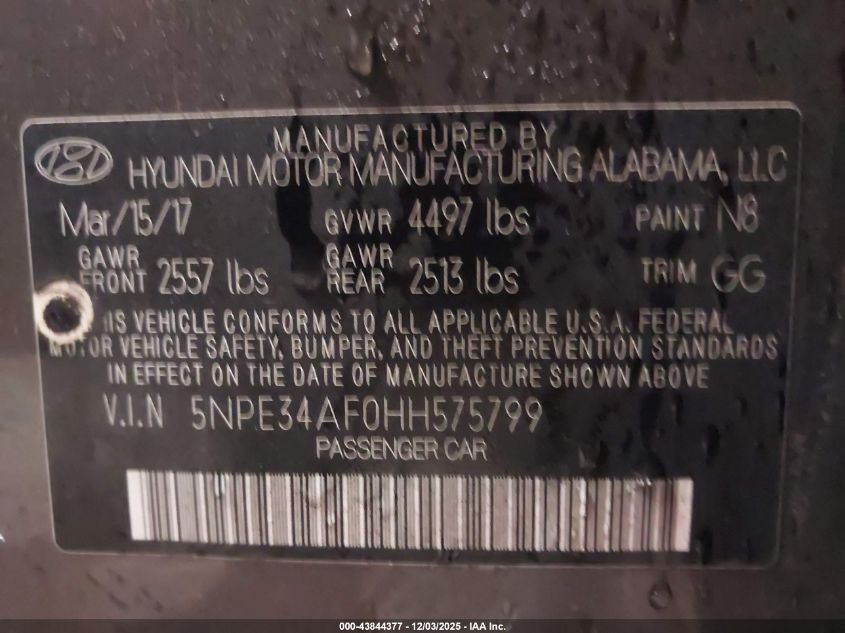 MANUFACTURED BY
HYUNDAI MOTOR MANUFACTURING ALABAMA, LLC
Mar/15/17 GVWR 4497 lbs PAINT N8
GAWR FRONT 2557 lbs GAWR REAR 2513 lbs TRIM GG
IS VEHICLE CONFORMS TO ALL APPLICABLE U.S.A. FEDERAL
MOTOR VEHICLE SAFETY, BUMPER, AND THEFT PREVENTION STANDARDS
IN EFFECT ON THE DATE OF MANUFACTURE SHOWN ABOVE
V.I.N 5NPE34AF0HH575799
PASSENGER CAR
000-43844377 - 12/03/2025 - IAA Inc.